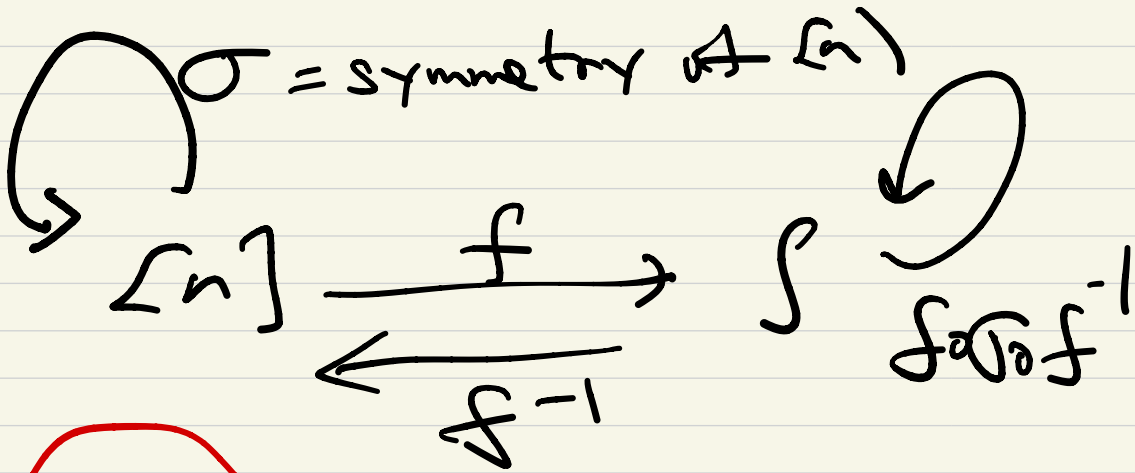 σ = symmetry of [n]
f
[n] S
f⁻¹ f∘σ∘f⁻¹